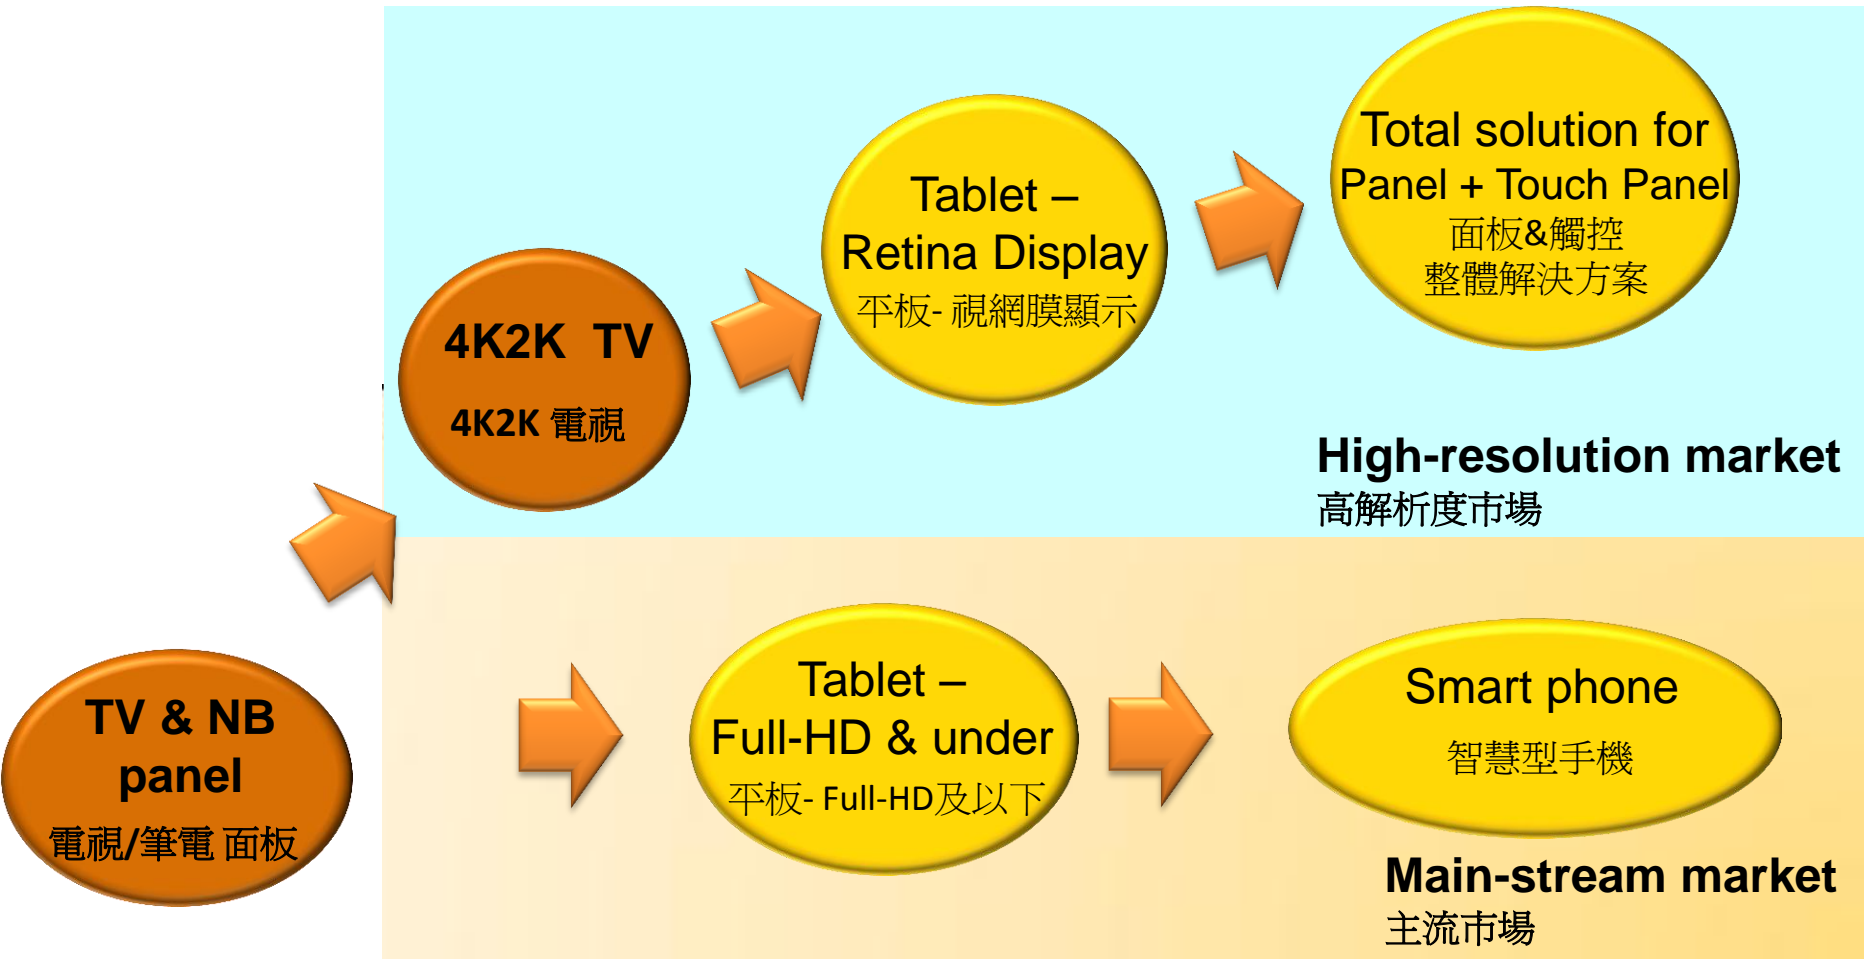 Total solution for
Panel + Touch Panel
面板&觸控
整體解決方案
Tablet –
Retina Display
平板- 視網膜顯示
4K2K  TV
4K2K 電視
High-resolution market
高解析度市場
TV & NB
panel
電視/筆電 面板
Tablet –
Full-HD & under
平板- Full-HD及以下
Smart phone
智慧型手機
Main-stream market
主流市場